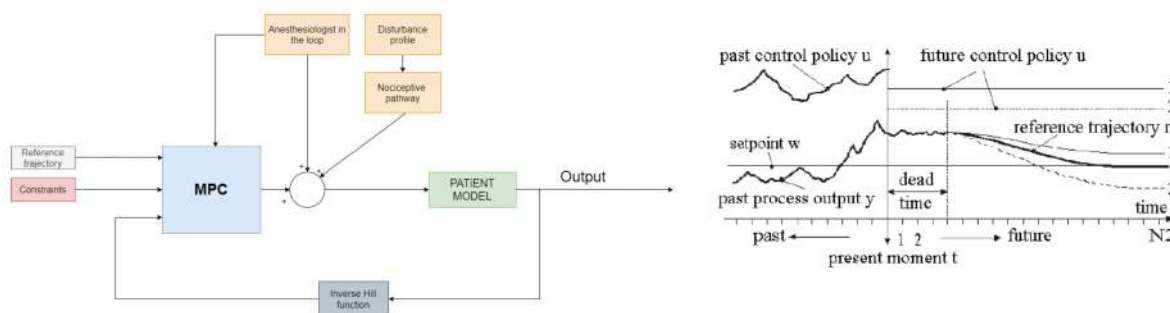 Anesthesiologist in
the loop
Disturbance
profile
Nociceptive
pathway
Reference
trajectory
Constraints
MPC
+
+
+
PATIENT
MODEL
Output
Inverse Hill
function
past control policy u
future control policy u
reference trajectory r
setpoint w
dead
time
past process output y
time
past
1 2
future
N2
present moment t